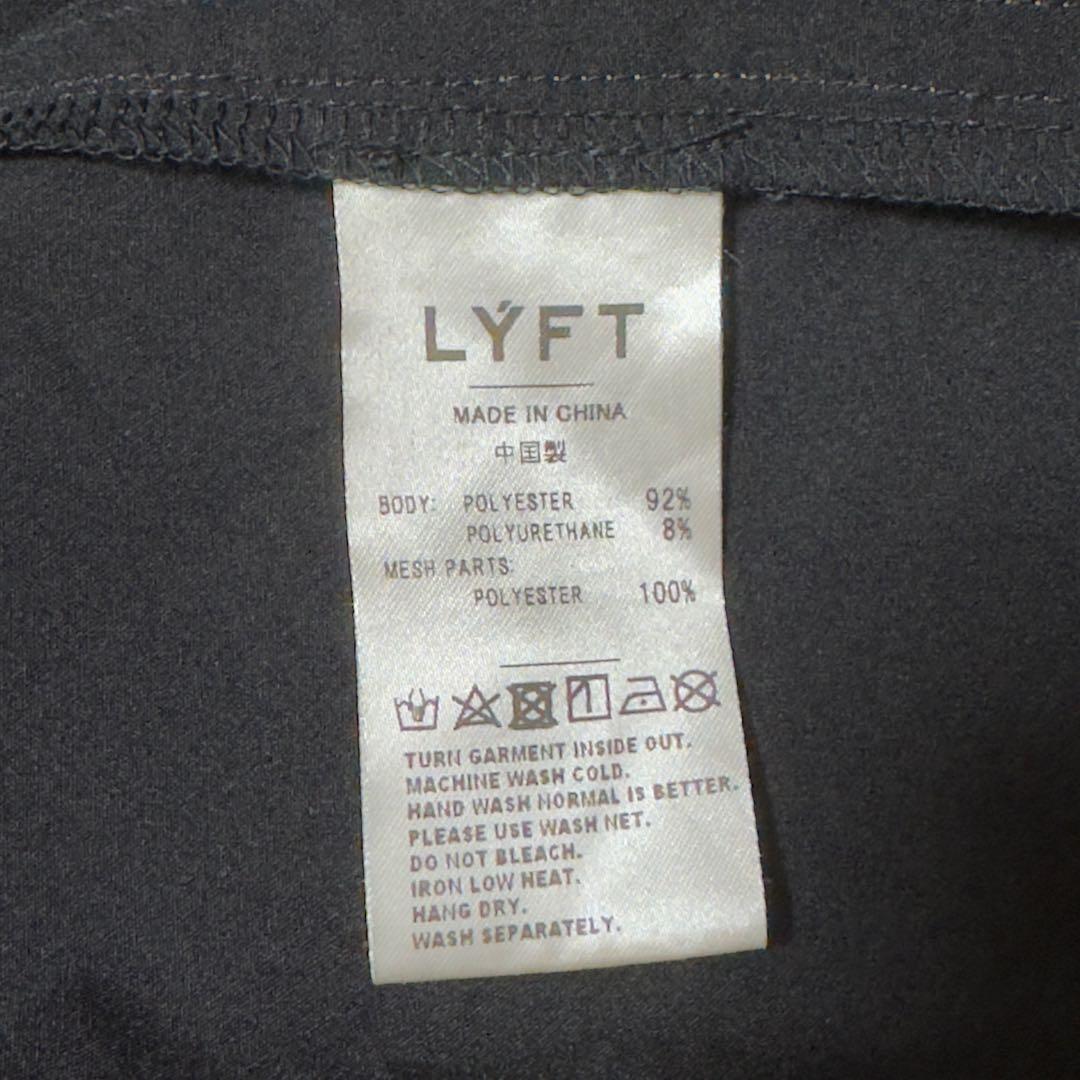 LÝFT
MADE IN CHINA
中国製
BODY: POLYESTER 92%
POLYURETHANE 8%
MESH PARTS:
POLYESTER 100%
TURN GARMENT INSIDE OUT.
MACHINE WASH COLD.
HAND WASH NORMAL IS BETTER.
PLEASE USE WASH NET.
DO NOT BLEACH.
IRON LOW HEAT.
HANG DRY.
WASH SEPARATELY.